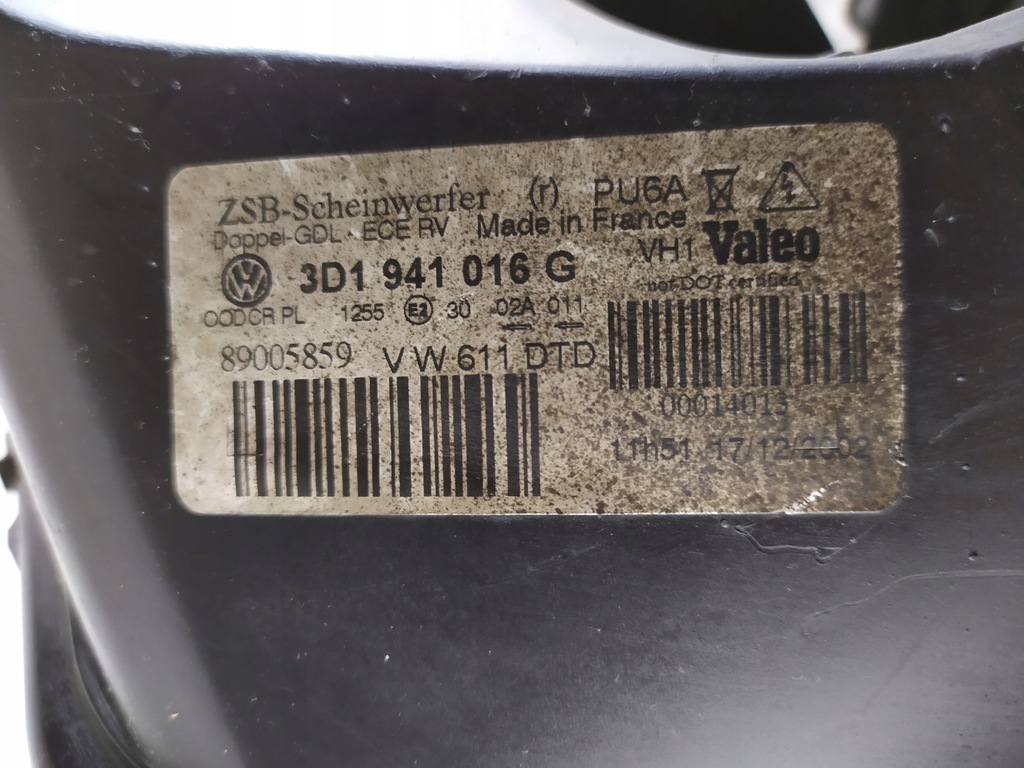 ZSB-Scheinwerfer (r) PU6A
Doppel-GDL - ECE RV Made in France
3D1 941 016 G VH1 Valeo
not DOT certified
OODCR PL 1255 E2 30 02A 011
89005859 VW 611 DTD
00014013
11h51 17/12/2002